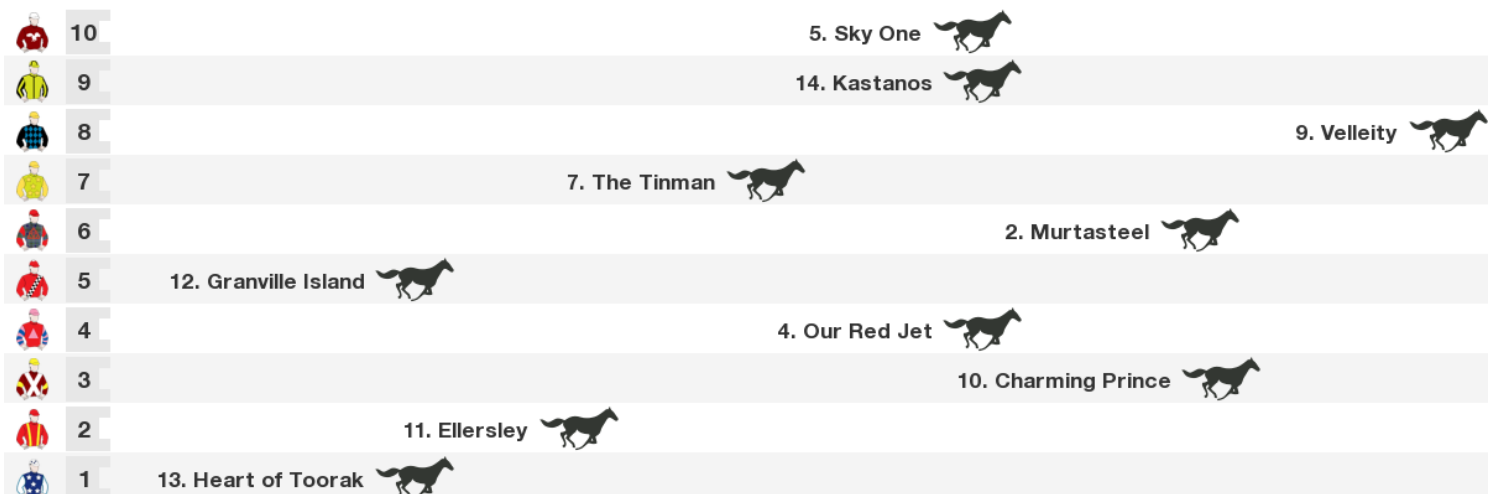 10 5. Sky One
9 14. Kastanos
8 9. Velleity
7 7. The Tinman
6 2. Murtasteel
5 12. Granville Island
4 4. Our Red Jet
3 10. Charming Prince
2 11. Ellersley
1 13. Heart of Toorak